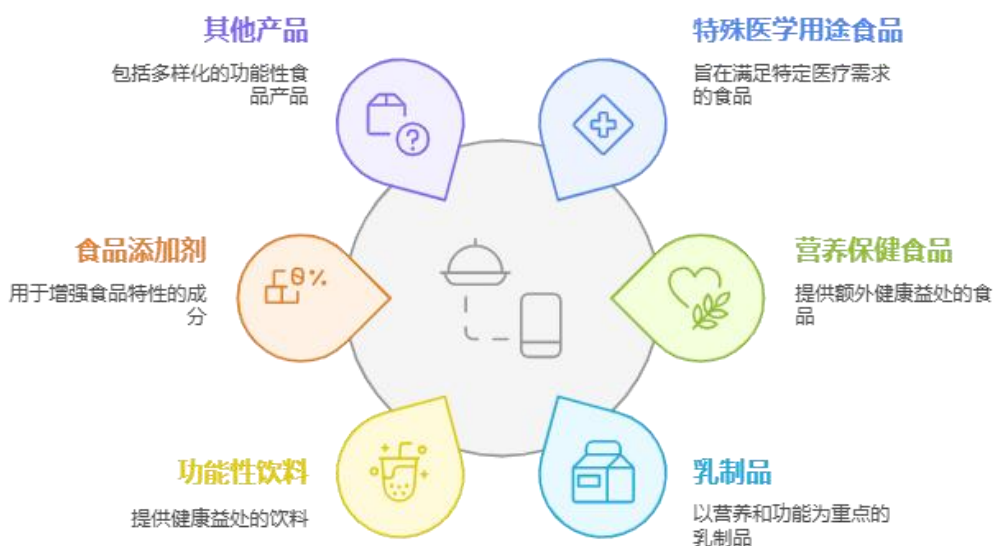 其他产品
包括多样化的功能性食
品产品
特殊医学用途食品
旨在满足特定医疗需求
的食品
食品添加剂
用于增强食品特性的成
分
0%
营养保健食品
提供额外健康益处的食
品
功能性饮料
提供健康益处的饮料
乳制品
以营养和功能为重点的
乳制品
?